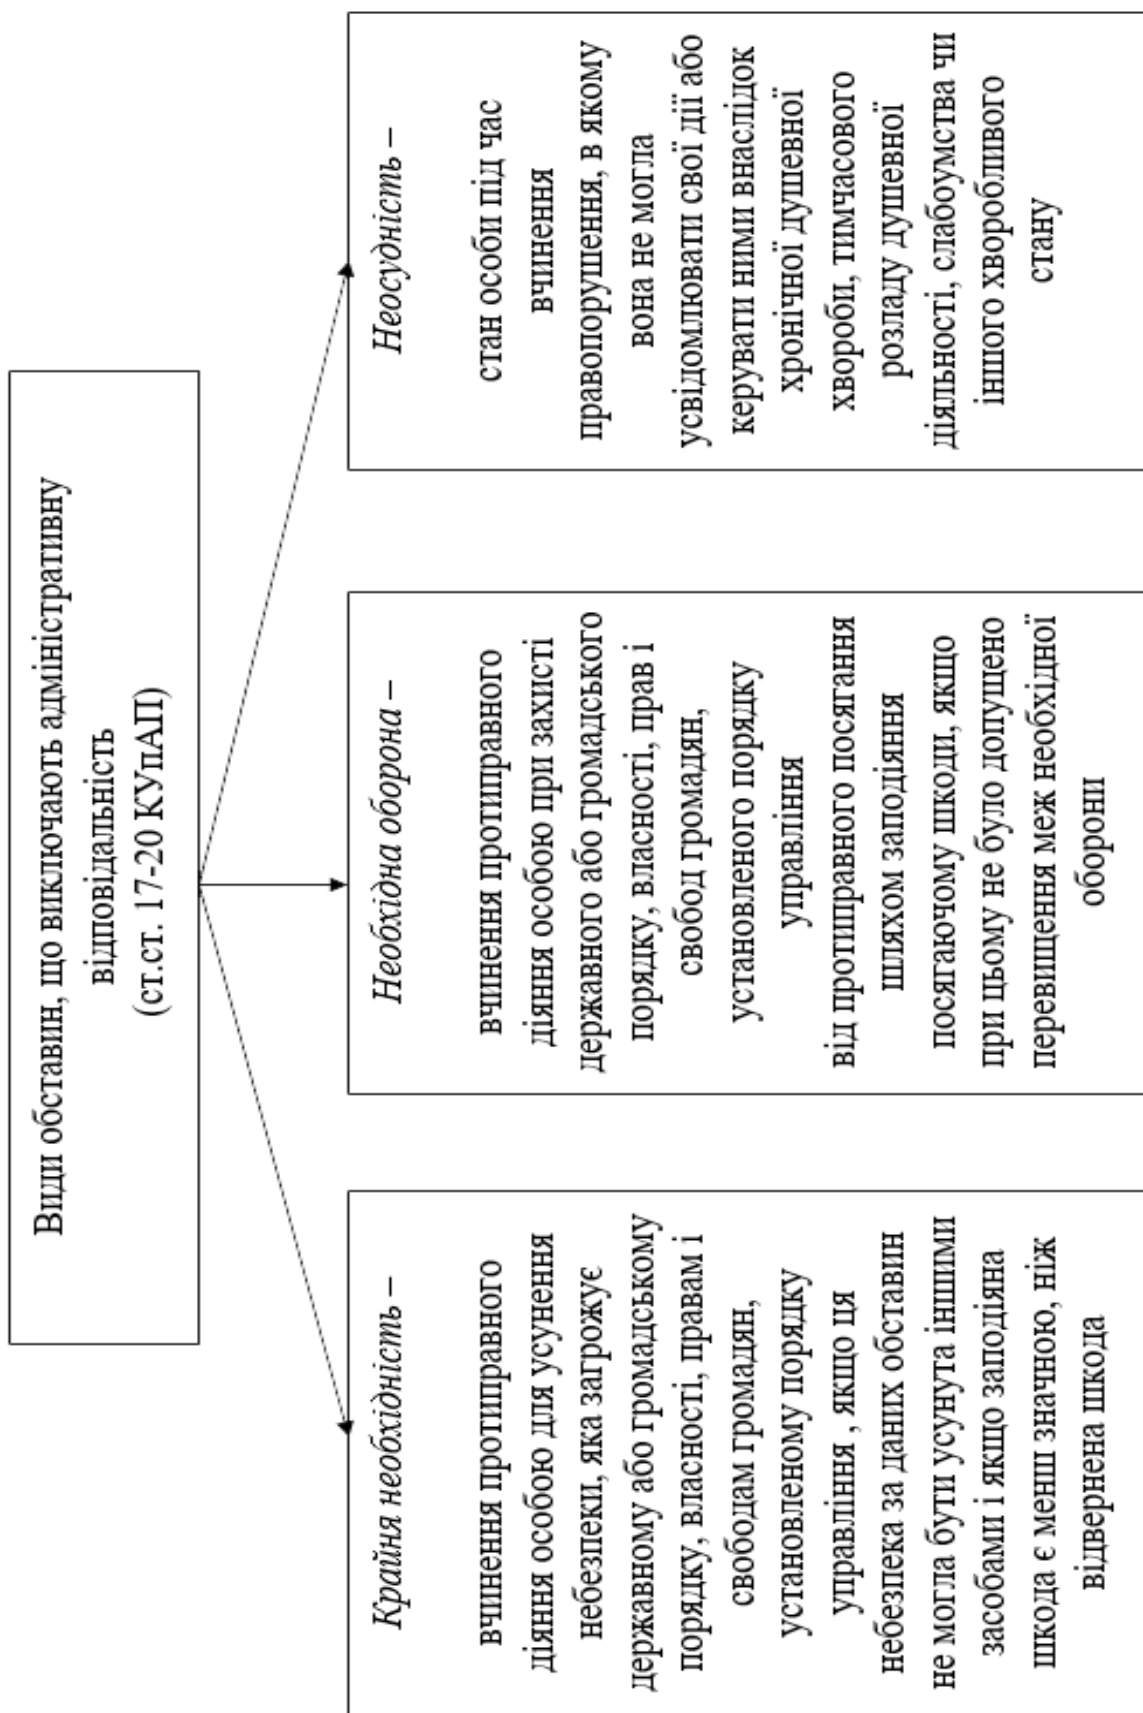 Види обставин, що виключають адміністративну
відповідальність
(ст.ст. 17-20 КУпАП)
Крайня необхідність –
вчинення протиправного
діяння особою для усунення
небезпеки, яка загрожує
державному або громадському
порядку, власності, правам і
свободам громадян,
установленому порядку
управління , якщо ця
небезпека за даних обставин
не могла бути усунута іншими
засобами і якщо заподіяна
шкода є менш значною, ніж
відвернена шкода
Необхідна оборона –
вчинення протиправного
діяння особою при захисті
державного або громадського
порядку, власності, прав і
свобод громадян,
установленого порядку
управління
від протиправного посягання
шляхом заподіяння
посягаючому шкоди, якщо
при цьому не було допущено
перевищення меж необхідної
оборони
Неосудність –
стан особи під час
вчинення
правопорушення, в якому
вона не могла
усвідомлювати свої дії або
керувати ними внаслідок
хронічної душевної
хвороби, тимчасового
розладу душевної
діяльності, слабоумства чи
іншого хворобливого
стану